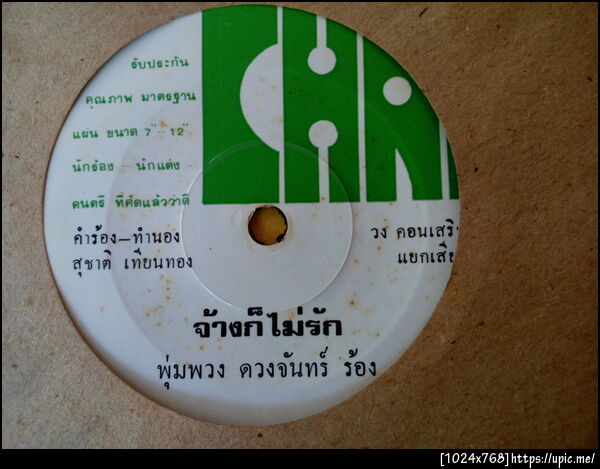 รับประกัน
คุณภาพ มาตรฐาน
แผ่น ขนาด 7" - 12"
นักร้อง - นักแต่ง
ดนตรี ที่คัดแล้วว่าดี
คำร้อง-ทำนอง
สุชาติ เทียนทอง
วง คอนเสริ
แยกเสีย
จ้างก็ไม่รัก
พุ่มพวง ดวงจันทร์ ร้อง
[1024x768]https://upic.me/